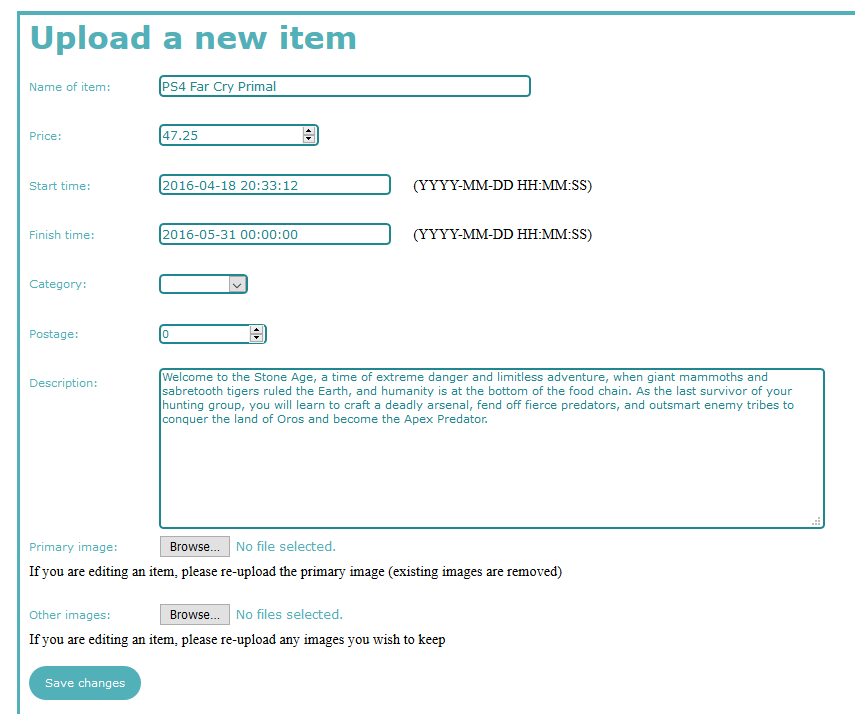 Upload a new item
Name of item: PS4 Far Cry Primal
Price: 47.25
Start time: 2016-04-18 20:33:12 (YYYY-MM-DD HH:MM:SS)
Finish time: 2016-05-31 00:00:00 (YYYY-MM-DD HH:MM:SS)
Category:
Postage: 0
Description: Welcome to the Stone Age, a time of extreme danger and limitless adventure, when giant mammoths and
sabretooth tigers ruled the Earth, and humanity is at the bottom of the food chain. As the last survivor of your
hunting group, you will learn to craft a deadly arsenal, fend off fierce predators, and outsmart enemy tribes to
conquer the land of Oros and become the Apex Predator.
Primary image: Browse... No file selected.
If you are editing an item, please re-upload the primary image (existing images are removed)
Other images: Browse... No files selected.
If you are editing an item, please re-upload any images you wish to keep
Save changes